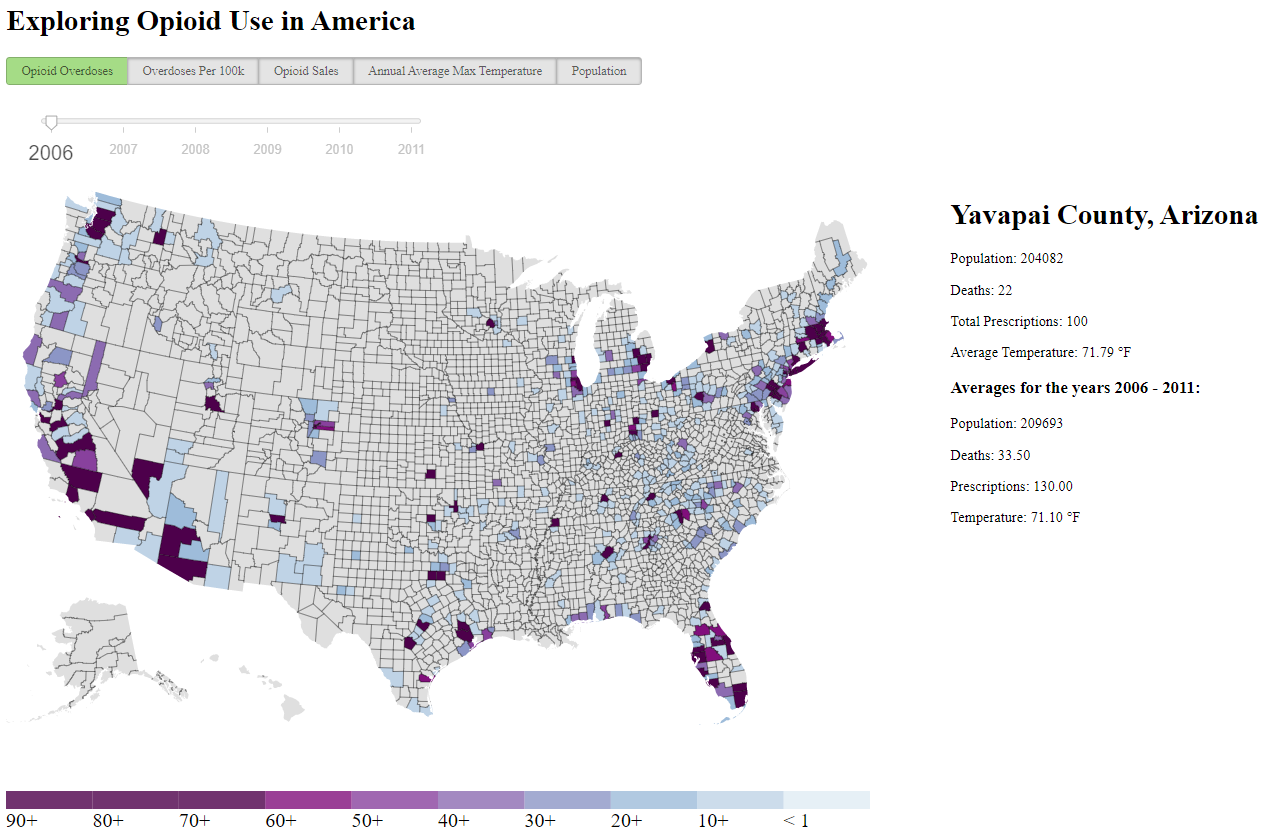 Exploring Opioid Use in America
Opioid Overdoses Overdoses Per 100k Opioid Sales Annual Average Max Temperature Population
2006 2007 2008 2009 2010 2011
Yavapai County, Arizona
Population: 204082
Deaths: 22
Total Prescriptions: 100
Average Temperature: 71.79 °F
Averages for the years 2006 - 2011:
Population: 209693
Deaths: 33.50
Prescriptions: 130.00
Temperature: 71.10 °F
90+ 80+ 70+ 60+ 50+ 40+ 30+ 20+ 10+ < 1